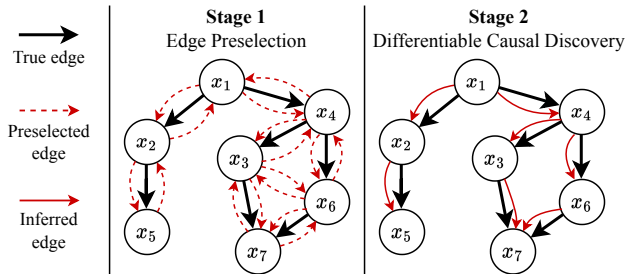 True edge
Preselected
edge
Inferred
edge
Stage 1
Edge Preselection
x₁
x₂
x₄
x₃
x₅
x₆
x₇
Stage 2
Differentiable Causal Discovery
x₁
x₂
x₄
x₃
x₅
x₆
x₇